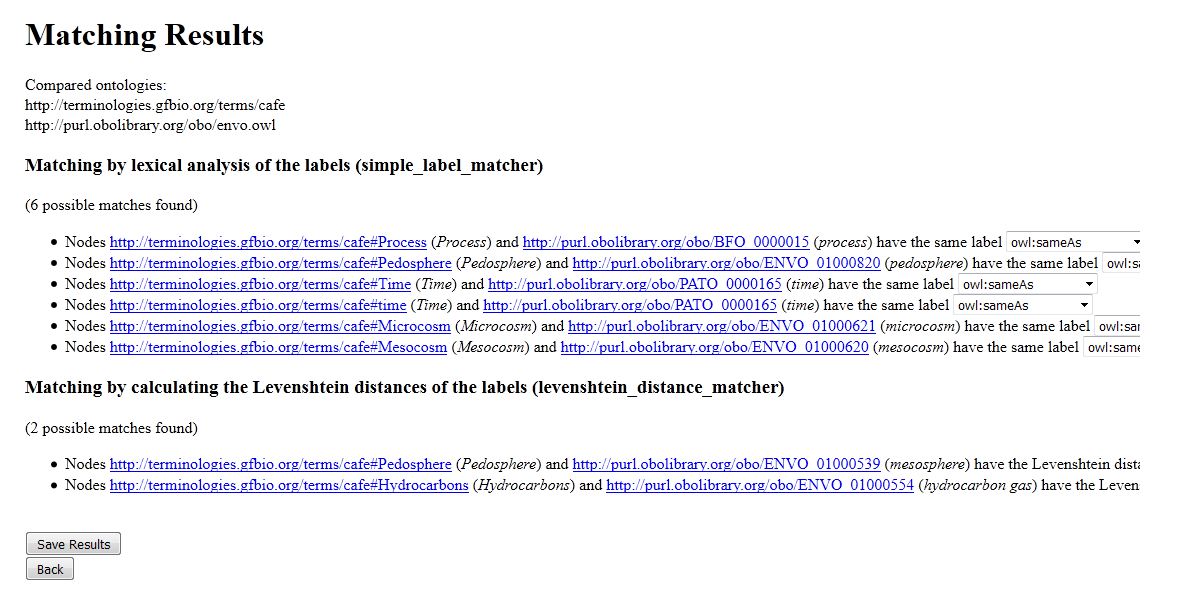 Matching Results
Compared ontologies:
http://terminologies.gfbio.org/terms/cafe
http://purl.obolibrary.org/obo/envo.owl
Matching by lexical analysis of the labels (simple_label_matcher)
(6 possible matches found)
• Nodes http://terminologies.gfbio.org/terms/cafe#Process (Process) and http://purl.obolibrary.org/obo/BFO_0000015 (process) have the same label owl:sameAs
• Nodes http://terminologies.gfbio.org/terms/cafe#Pedosphere (Pedosphere) and http://purl.obolibrary.org/obo/ENVO_01000820 (pedosphere) have the same label owl:sa
• Nodes http://terminologies.gfbio.org/terms/cafe#Time (Time) and http://purl.obolibrary.org/obo/PATO_0000165 (time) have the same label owl:sameAs
• Nodes http://terminologies.gfbio.org/terms/cafe#time (Time) and http://purl.obolibrary.org/obo/PATO_0000165 (time) have the same label owl:sameAs
• Nodes http://terminologies.gfbio.org/terms/cafe#Microcosm (Microcosm) and http://purl.obolibrary.org/obo/ENVO_01000621 (microcosm) have the same label owl:sar
• Nodes http://terminologies.gfbio.org/terms/cafe#Mesocosm (Mesocosm) and http://purl.obolibrary.org/obo/ENVO_01000620 (mesocosm) have the same label owl:same
Matching by calculating the Levenshtein distances of the labels (levenshtein_distance_matcher)
(2 possible matches found)
• Nodes http://terminologies.gfbio.org/terms/cafe#Pedosphere (Pedosphere) and http://purl.obolibrary.org/obo/ENVO_01000539 (mesosphere) have the Levenshtein dista
• Nodes http://terminologies.gfbio.org/terms/cafe#Hydrocarbons (Hydrocarbons) and http://purl.obolibrary.org/obo/ENVO_01000554 (hydrocarbon gas) have the Leven
Save Results
Back